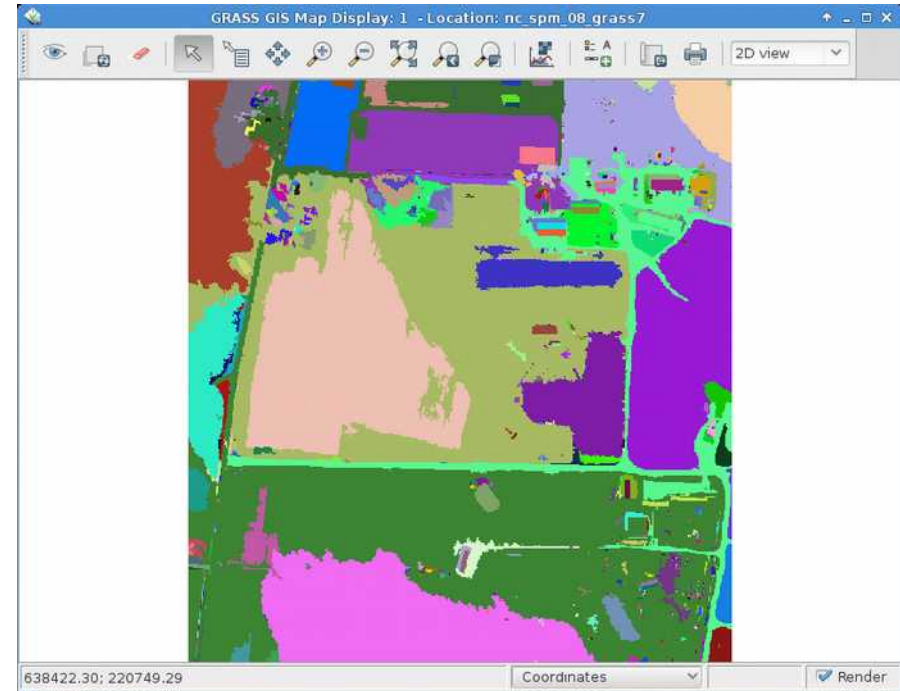 GRASS GIS Map Display: 1 - Location: nc_spm_08_grass7
2D view
638422.30; 220749.29
Coordinates
Render